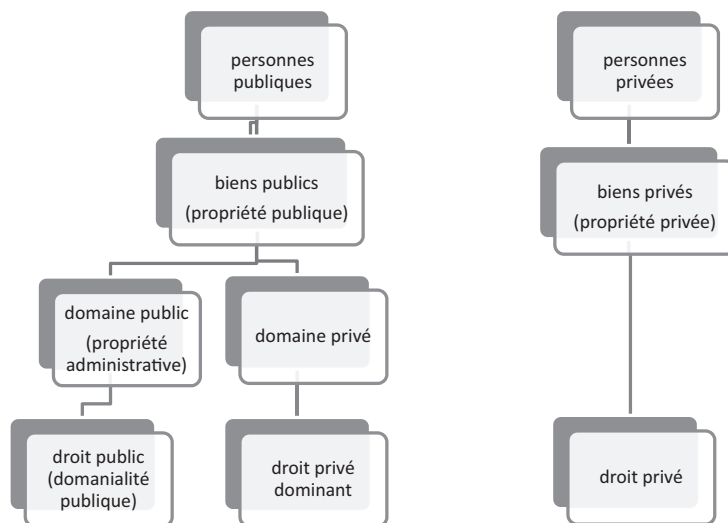 personnes
publiques
personnes
privées
biens publics
(propriété publique)
biens privés
(propriété privée)
domaine public
(propriété
administrative)
domaine privé
droit public
(domanialité
publique)
droit privé
dominant
droit privé